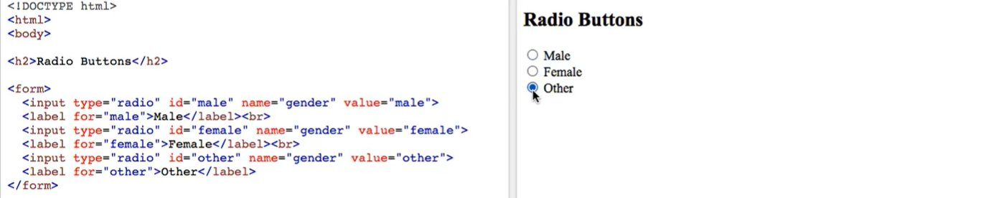 <!DOCTYPE html>
<html>
<body>
<h2>Radio Buttons</h2>
<form>
<input type="radio" id="male" name="gender" value="male">
<label for="male">Male</label><br>
<input type="radio" id="female" name="gender" value="female">
<label for="female">Female</label><br>
<input type="radio" id="other" name="gender" value="other">
<label for="other">Other</label>
</form>
Radio Buttons
Male
Female
Other